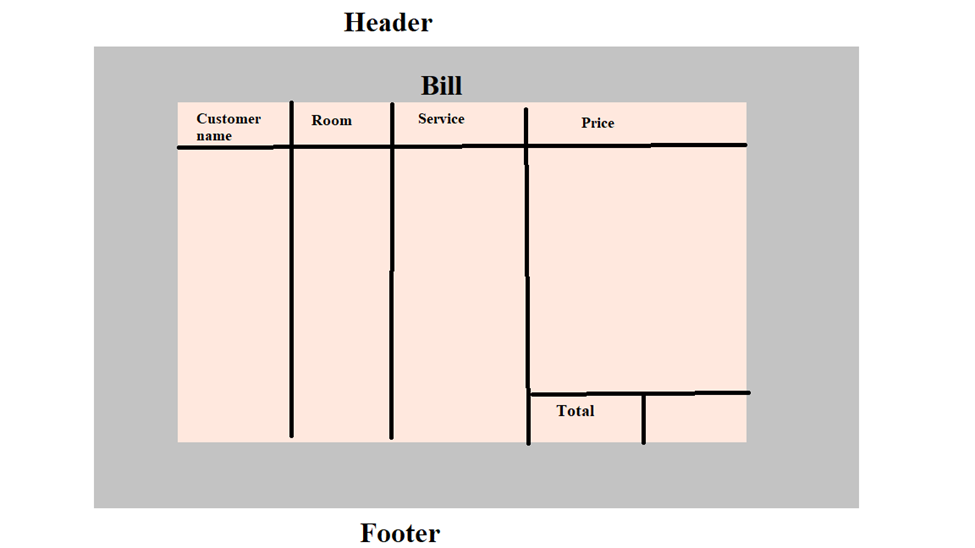 Header
Bill
Customer name
Room
Service
Price
Total
Footer